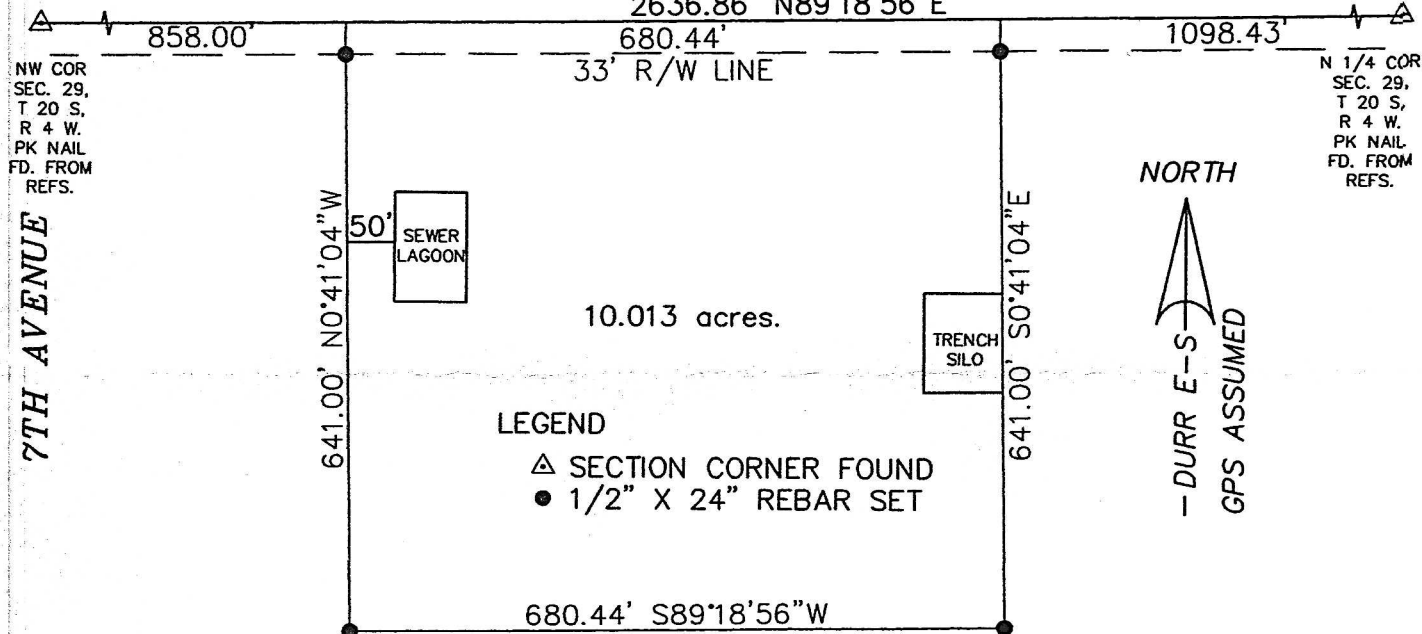 2636.86' N89°18'56"E
858.00'
680.44'
1098.43'
33' R/W LINE
NW COR
SEC. 29,
T 20 S,
R 4 W.
PK NAIL
FD. FROM
REFS.
N 1/4 COR
SEC. 29,
T 20 S,
R 4 W.
PK NAIL
FD. FROM
REFS.
7TH AVENUE
641.00' N0°41'04"W
50'
SEWER
LAGOON
10.013 acres.
TRENCH
SILO
641.00' S0°41'04"E
NORTH
-DURR E-S-
GPS ASSUMED
LEGEND
SECTION CORNER FOUND
1/2" X 24" REBAR SET
680.44' S89°18'56"W